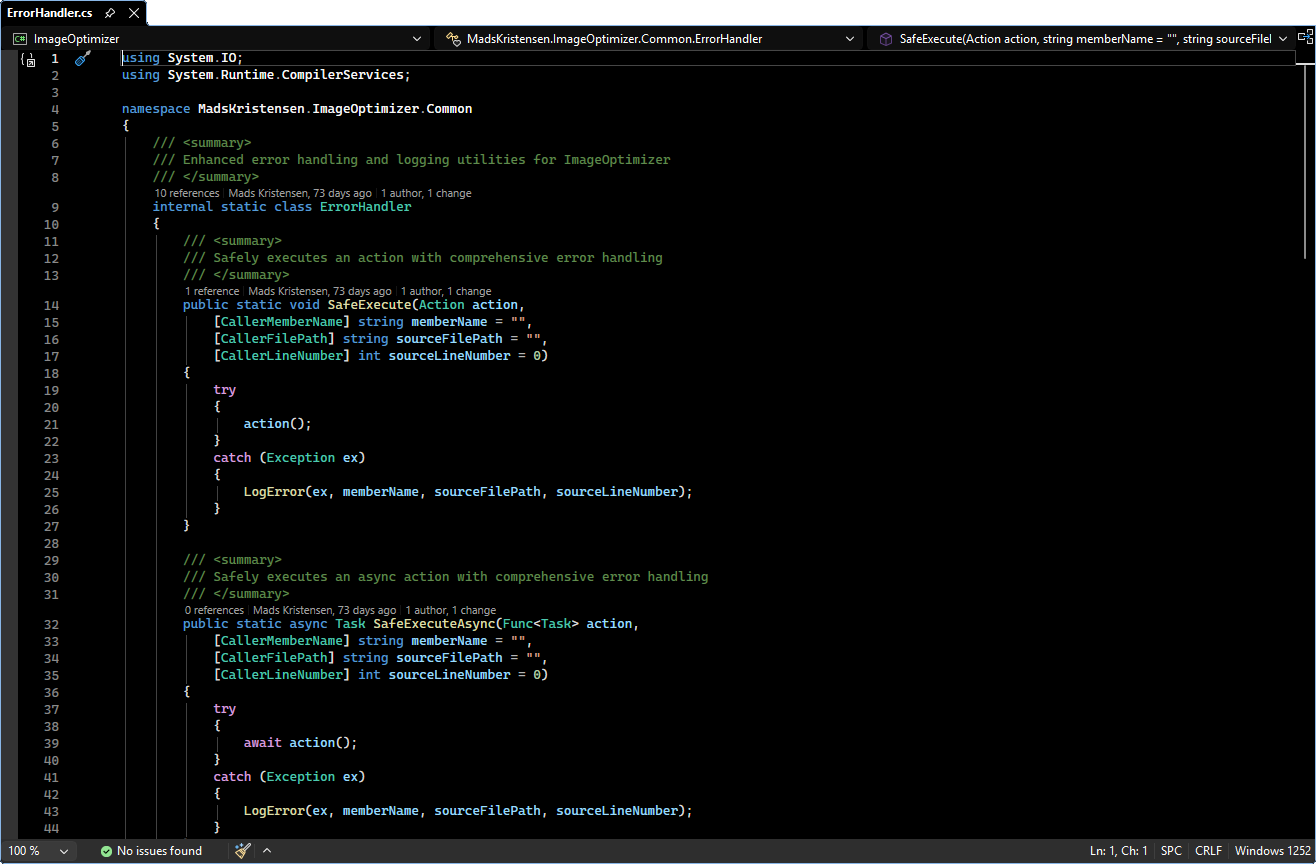 ErrorHandler.cs
ImageOptimizer
MadsKristensen.ImageOptimizer.Common.ErrorHandler
SafeExecute(Action action, string memberName = "", string sourceFileI
1 using System.IO;
2 using System.Runtime.CompilerServices;
3
4 namespace MadsKristensen.ImageOptimizer.Common
5 {
6 /// <summary>
7 /// Enhanced error handling and logging utilities for ImageOptimizer
8 /// </summary>
10 references | Mads Kristensen, 73 days ago | 1 author, 1 change
9 internal static class ErrorHandler
10 {
11 /// <summary>
12 /// Safely executes an action with comprehensive error handling
13 /// </summary>
1 reference | Mads Kristensen, 73 days ago | 1 author, 1 change
14 public static void SafeExecute(Action action,
15 [CallerMemberName] string memberName = "",
16 [CallerFilePath] string sourceFilePath = "",
17 [CallerLineNumber] int sourceLineNumber = 0)
18 {
19 try
20 {
21 action();
22 }
23 catch (Exception ex)
24 {
25 LogError(ex, memberName, sourceFilePath, sourceLineNumber);
26 }
27 }
28
29 /// <summary>
30 /// Safely executes an async action with comprehensive error handling
31 /// </summary>
0 references | Mads Kristensen, 73 days ago | 1 author, 1 change
32 public static async Task SafeExecuteAsync(Func<Task> action,
33 [CallerMemberName] string memberName = "",
34 [CallerFilePath] string sourceFilePath = "",
35 [CallerLineNumber] int sourceLineNumber = 0)
36 {
37 try
38 {
39 await action();
40 }
41 catch (Exception ex)
42 {
43 LogError(ex, memberName, sourceFilePath, sourceLineNumber);
44 }
100 % No issues found Ln: 1, Ch: 1 SPC CRLF Windows 1252